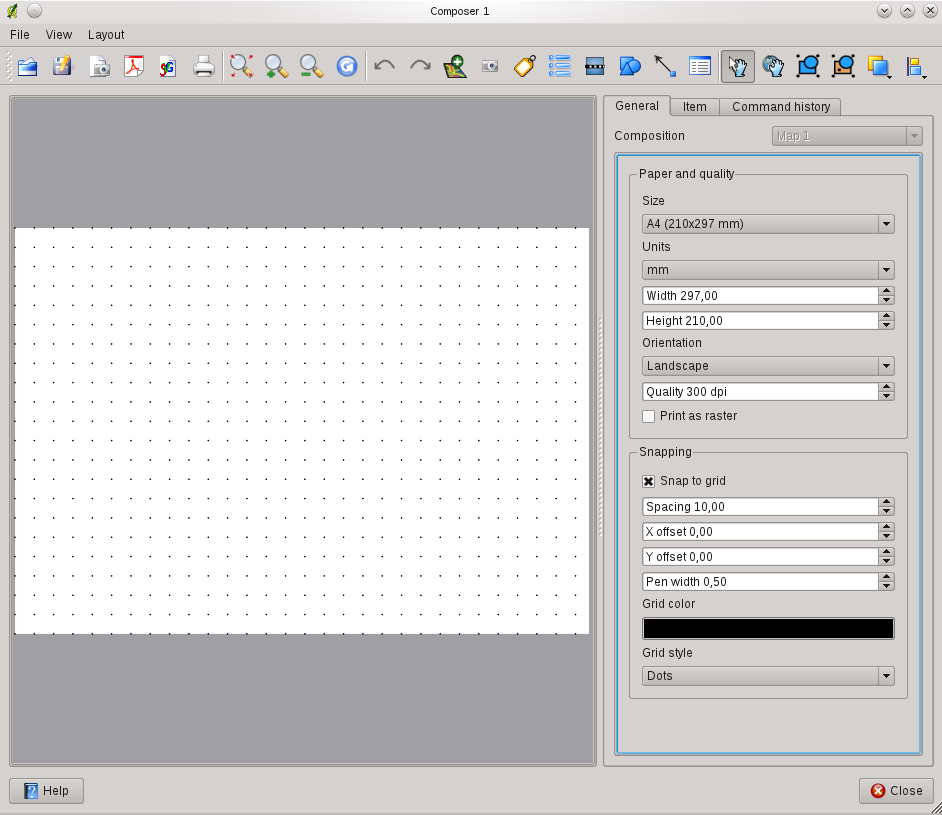 Composer 1
File View Layout
General Item Command history
Composition Map 1
Paper and quality
Size
A4 (210x297 mm)
Units
mm
Width 297,00
Height 210,00
Orientation
Landscape
Quality 300 dpi
Print as raster
Snapping
Snap to grid
Spacing 10,00
X offset 0,00
Y offset 0,00
Pen width 0,50
Grid color
Grid style
Dots
Help Close